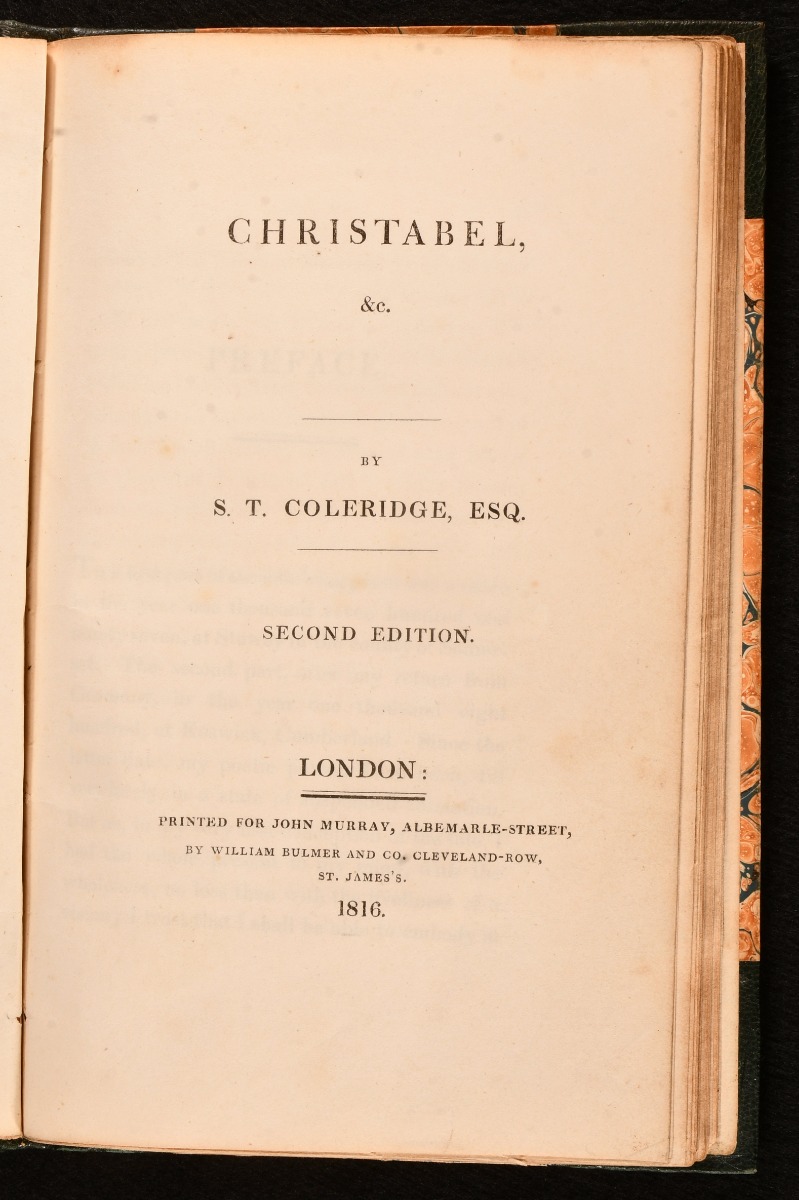 CHRISTABEL,
&c.
BY
S. T. COLERIDGE, ESQ.
SECOND EDITION.
LONDON:
PRINTED FOR JOHN MURRAY, ALBEMARLE-STREET,
BY WILLIAM BULMER AND CO. CLEVELAND-ROW,
ST. JAMES'S.
1816.